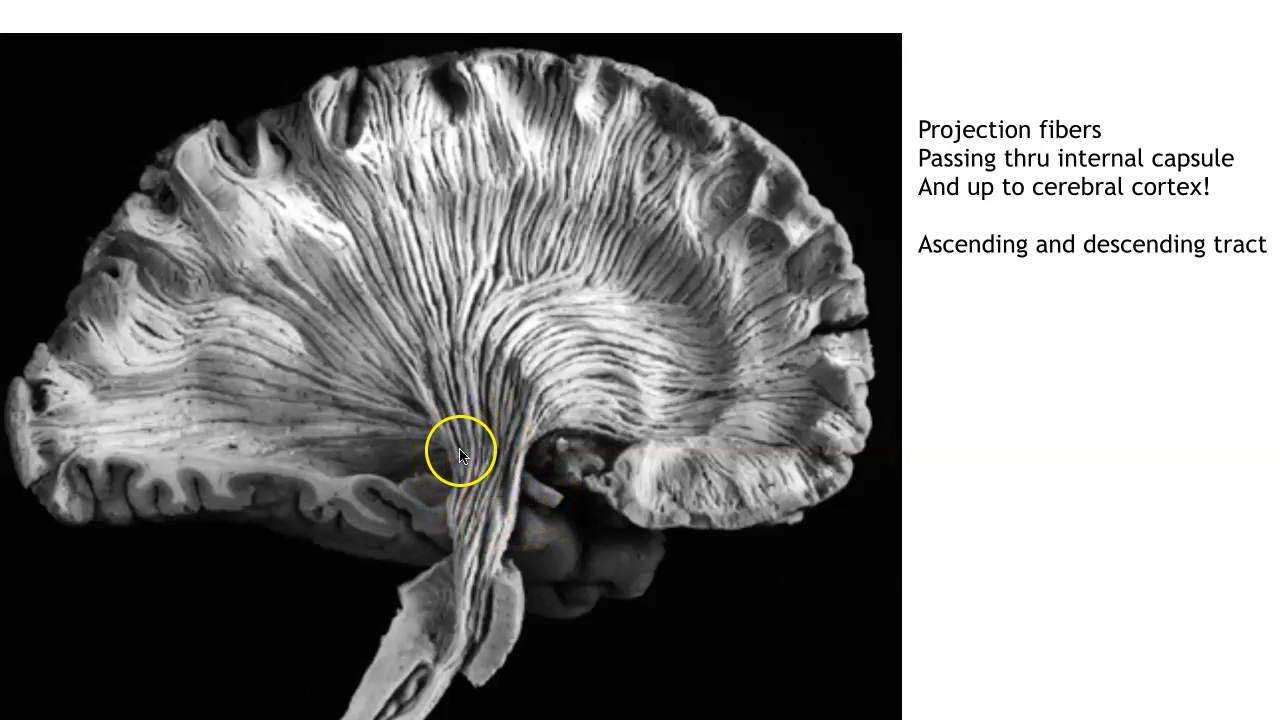 Projection fibers
Passing thru internal capsule
And up to cerebral cortex!
Ascending and descending tract